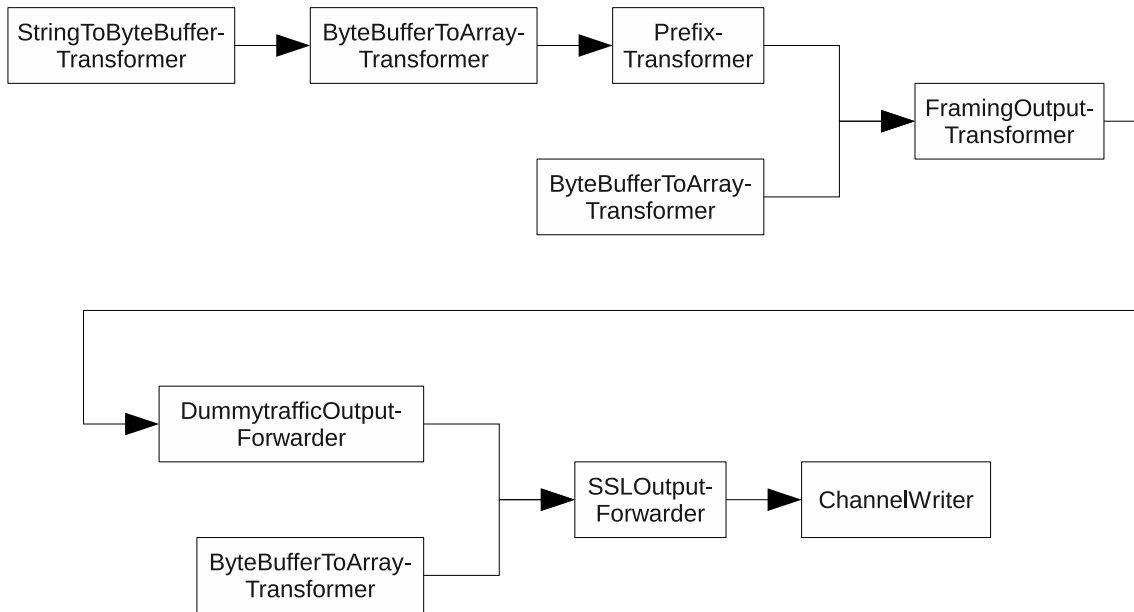 StringToByteBuffer-
Transformer
ByteBufferToArray-
Transformer
Prefix-
Transformer
FramingOutput-
Transformer
ByteBufferToArray-
Transformer
DummytrafficOutput-
Forwarder
SSLOutput-
Forwarder
ChannelWriter
ByteBufferToArray-
Transformer